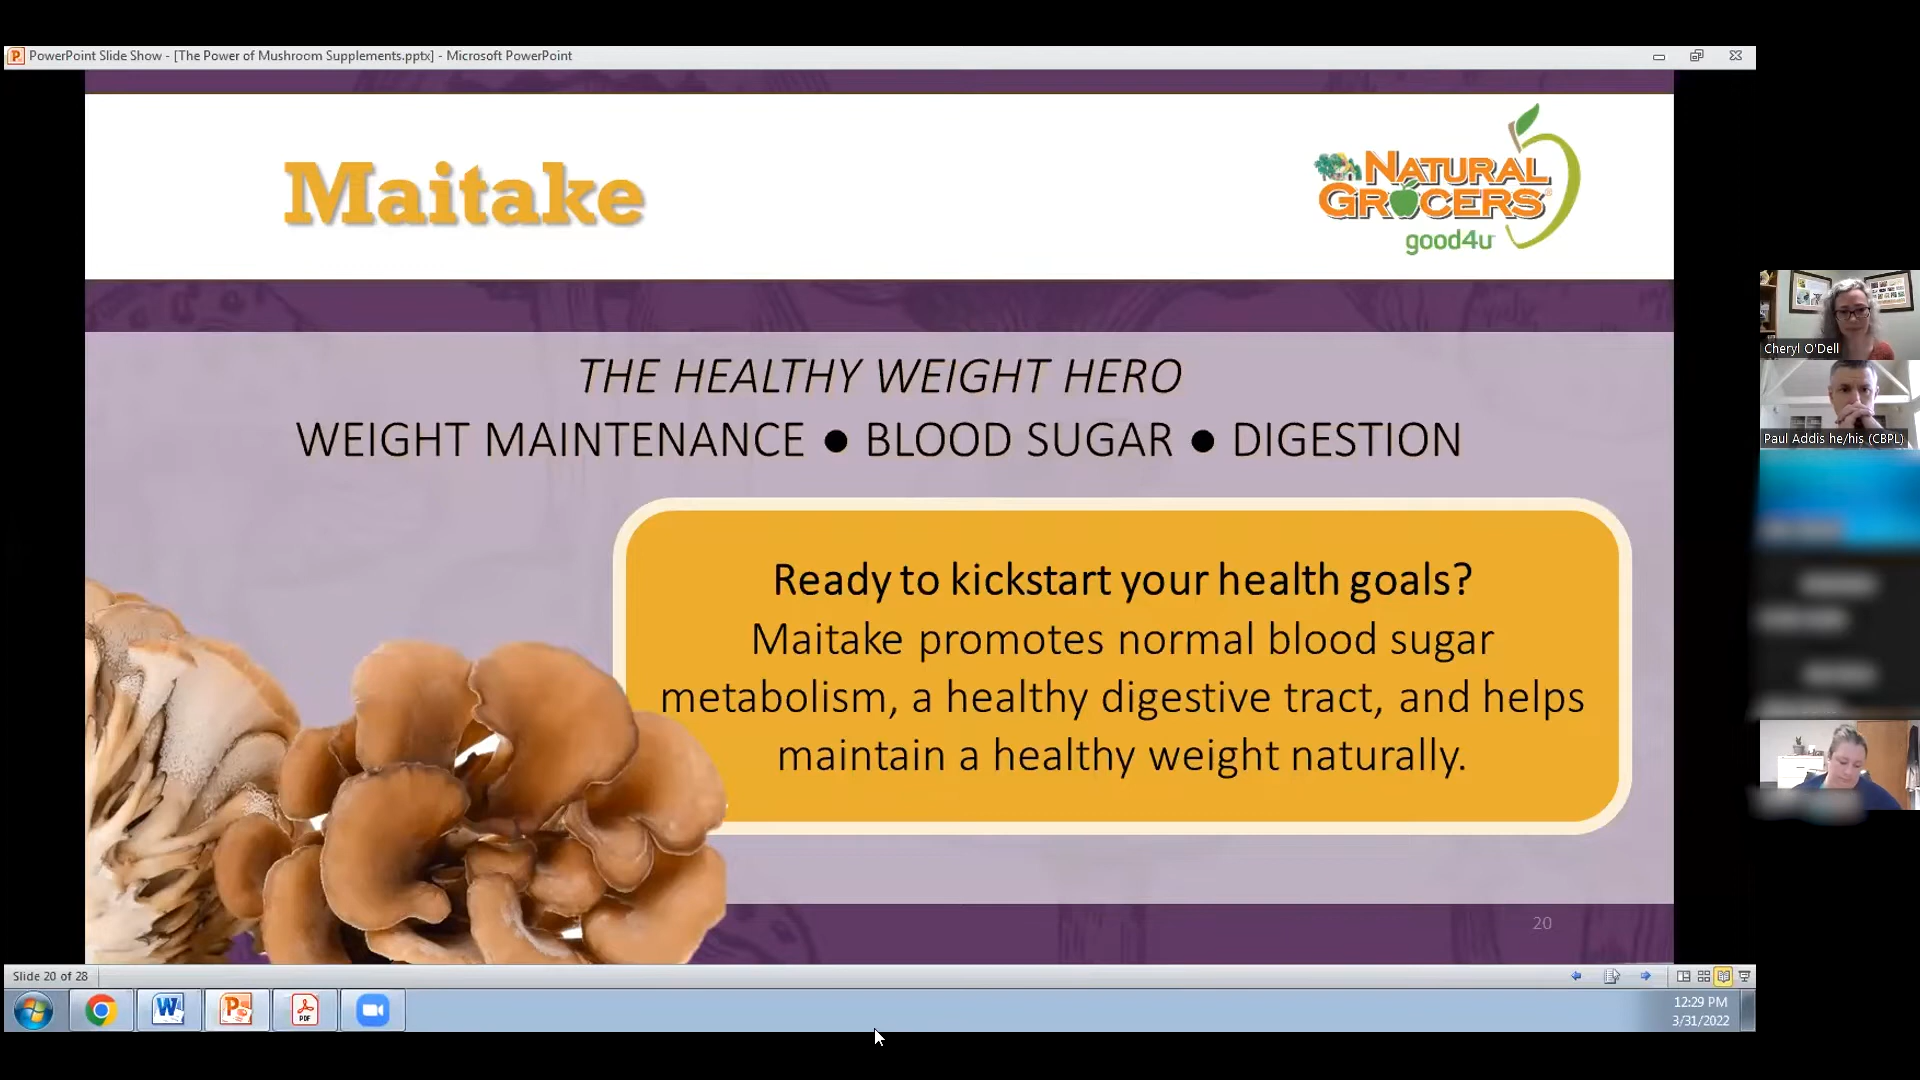 PowerPoint Slide Show - [The Power of Mushroom Supplements.pptx] - Microsoft PowerPoint
Maitake
NATURAL
GROCERS
good4u
THE HEALTHY WEIGHT HERO
WEIGHT MAINTENANCE ● BLOOD SUGAR ● DIGESTION
Ready to kickstart your health goals?
Maitake promotes normal blood sugar
metabolism, a healthy digestive tract, and helps
maintain a healthy weight naturally.
20
Cheryl O'Dell
Paul Addis he/his (CBPL)
Slide 20 of 28
PDF
12:29 PM
3/31/2022